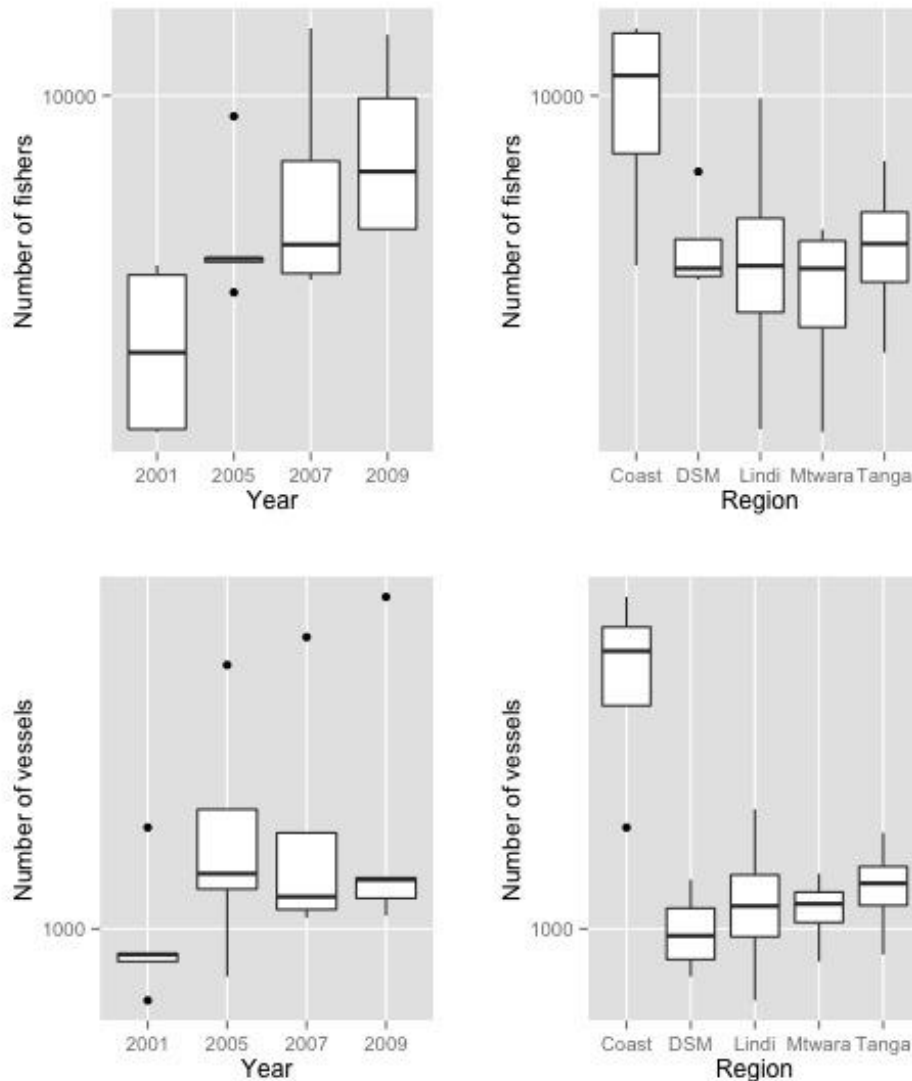 Number of fishers
10000
2001 2005 2007 2009
Year
Number of fishers
10000
Coast DSM Lindi Mtwara Tanga
Region
Number of vessels
1000
2001 2005 2007 2009
Year
Number of vessels
1000
Coast DSM Lindi Mtwara Tanga
Region